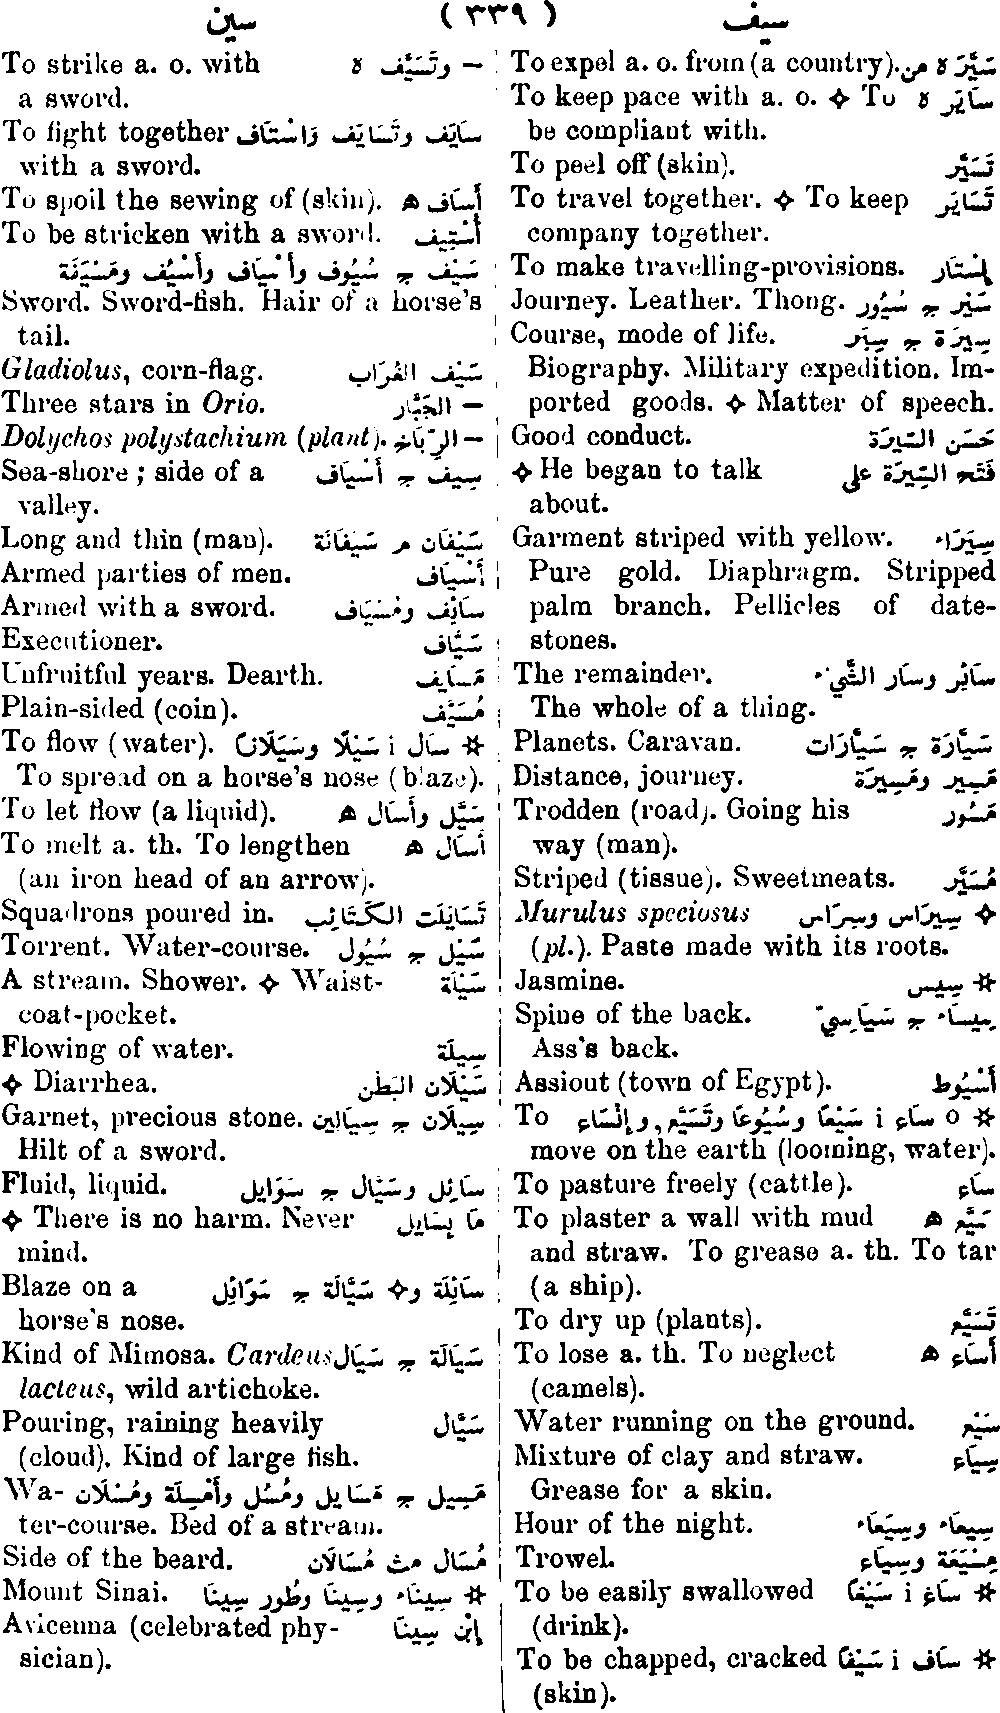 سين ( ٣٣٩ ) سيف
To expel a. o. from (a country). سَيَّرَ ه من
To keep pace with a. o. ✧ To سَايَر ه
be compliant with.
To peel off (skin). تَسَيَّر
To travel together. ✧ To keep تَسَايَر
company together.
To make travelling-provisions. إِسْتَار
Journey. Leather. Thong. سَيْر ج سُيُور
Course, mode of life. سِيرَة ج سِيَر
Biography. Military expedition. Im-
ported goods. ✧ Matter of speech.
Good conduct. حَسَن السِّيرَة
✧ He began to talk فَتَح السِّيرَة على
about.
Garment striped with yellow. سِيَرَاء
Pure gold. Diaphragm. Stripped
palm branch. Pellicles of date-
stones.
The remainder. سَائِر وسَار الشَّيْء
The whole of a thing.
Planets. Caravan. سَيَّارَة ج سَيَّارَات
Distance, journey. مَسِير ومَسِيرَة
Trodden (road). Going his مَسُور
way (man).
Striped (tissue). Sweetmeats. مُسَيَّر
Murulus speciosus سِيرَاس وسِرَاس ✧
(pl.). Paste made with its roots.
Jasmine. سِيس ☆
Spine of the back. سِيسَاء ج سَيَاسِيّ
Ass's back.
Assiout (town of Egypt). أَسْيُوط
To سَاع i سَيْعًا وسُيُوعًا وتَسَيَّع, وإِنْسَاع o ☆
move on the earth (looming, water).
To pasture freely (cattle). سَاع
To plaster a wall with mud سَيَّع ه
and straw. To grease a. th. To tar
(a ship).
To dry up (plants). تَسَيَّع
To lose a. th. To neglect أَسَاع ه
(camels).
Water running on the ground. سَيْع
Mixture of clay and straw. سِيَاع
Grease for a skin.
Hour of the night. سِيعَاء وسِيَعَاء
Trowel. مِسْيَعَة وسِيَاع
To be easily swallowed سَاغ i سَيْغًا ☆
(drink).
To be chapped, cracked سَاف i سَيْفًا ☆
(skin).
To strike a. o. with — وتَسَيَّف ه
a sword.
To fight together سَايَف وتَسَايَف وَاسْتَاف
with a sword.
To spoil the sewing of (skin). أَسَاف ه
To be stricken with a sword. أُسْتِيف
سَيْف ج سُيُوف وأَسْيَاف وأَسْيُف ومَسْيَفَة
Sword. Sword-fish. Hair of a horse's
tail.
Gladiolus, corn-flag. سَيْف الغُرَاب
Three stars in Orio. — الجَبَّار
Dolychos polystachium (plant). — الرُّبَّاح
Sea-shore ; side of a سِيف ج أَسْيَاف
valley.
Long and thin (man). سَيْفَان م سَيْفَانَة
Armed parties of men. أَسْيَاف
Armed with a sword. سَائِف ومُسْيَاف
Executioner. سَيَّاف
Unfruitful years. Dearth. مَسَايِف
Plain-sided (coin). مُسَيَّف
To flow (water). سَال i سَيْلًا وسَيَلَانًا ☆
To spread on a horse's nose (blaze).
To let flow (a liquid). سَيَّل وأَسَال ه
To melt a. th. To lengthen أَسَال ه
(an iron head of an arrow).
Squadrons poured in. تَسَايَلَت الكَتَائِب
Torrent. Water-course. سَيْل ج سُيُول
A stream. Shower. ✧ Waist- سَيْلَة
coat-pocket.
Flowing of water. سِيلَة
✧ Diarrhea. سَيْلَان البَطْن
Garnet, precious stone. سِيلَان ج سِيَالِين
Hilt of a sword.
Fluid, liquid. سَائِل وسَيَّال ج سَوَايِل
✧ There is no harm. Never مَا يِسَايِل
mind.
Blaze on a سَائِلَة و✧ سَيَّالَة ج سَوَائِل
horse's nose.
Kind of Mimosa. Cardeus سَيَالَة ج سَيَال
lacteus, wild artichoke.
Pouring, raining heavily سَيَّال
(cloud). Kind of large fish.
Wa- مَسِيل ج مَسَايِل ومُسُل وأَمْسِلَة ومُسْلَان
ter-course. Bed of a stream.
Side of the beard. مُسَال مث مُسَالَان
Mount Sinai. سِينَاء وسِينَا وطُور سِينَا ☆
Avicenna (celebrated phy- إِبْن سِينَا
sician).